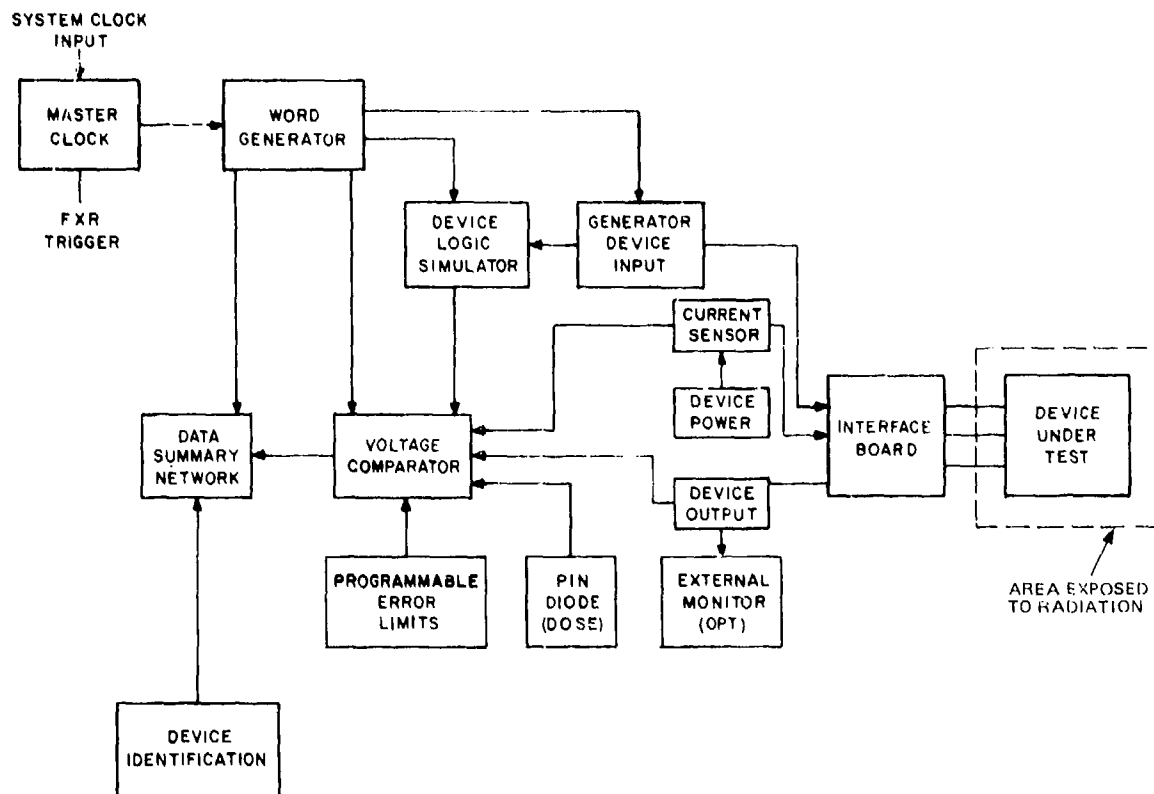 SYSTEM CLOCK
INPUT
MASTER
CLOCK
FXR
TRIGGER
WORD
GENERATOR
DEVICE
LOGIC
SIMULATOR
GENERATOR
DEVICE
INPUT
CURRENT
SENSOR
DEVICE
POWER
INTERFACE
BOARD
DEVICE
UNDER
TEST
DATA
SUMMARY
NETWORK
VOLTAGE
COMPARATOR
DEVICE
OUTPUT
PROGRAMMABLE
ERROR
LIMITS
PIN
DIODE
(DOSE)
EXTERNAL
MONITOR
(OPT)
AREA EXPOSED
TO RADIATION
DEVICE
IDENTIFICATION